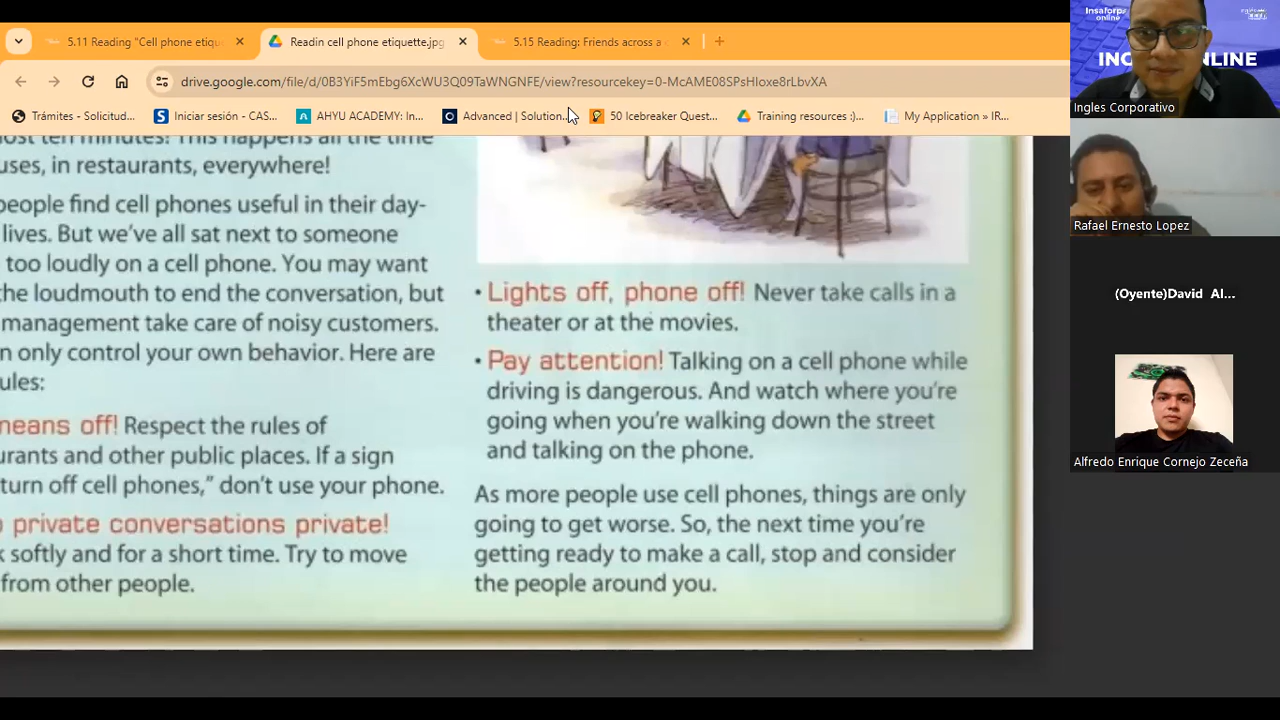 5.11 Reading "Cell phone etiqu
Readin cell phone etiquette.jpg
5.15 Reading: Friends across a
drive.google.com/file/d/0B3YiF5mEbg6XcWU3Q09TaWNGNFE/view?resourcekey=0-McAME08SPsHIoxe8rLbvXA
Trámites - Solicitud...
Iniciar sesión - CAS...
AHYU ACADEMY: In...
Advanced | Solution...
50 Icebreaker Quest...
Training resources :)...
My Application » IR...
most ten minutes! This happens all the time
uses, in restaurants, everywhere!
people find cell phones useful in their day-
lives. But we've all sat next to someone
too loudly on a cell phone. You may want
the loudmouth to end the conversation, but
management take care of noisy customers.
n only control your own behavior. Here are
ules:
means off! Respect the rules of
urants and other public places. If a sign
turn off cell phones," don't use your phone.
private conversations private!
k softly and for a short time. Try to move
from other people.
• Lights off, phone off! Never take calls in a
theater or at the movies.
• Pay attention! Talking on a cell phone while
driving is dangerous. And watch where you're
going when you're walking down the street
and talking on the phone.
As more people use cell phones, things are only
going to get worse. So, the next time you're
getting ready to make a call, stop and consider
the people around you.
Insaforp
online
INC
NLINE
Ingles Corporativo
Rafael Ernesto Lopez
(Oyente)David Al...
Alfredo Enrique Cornejo Zeceña